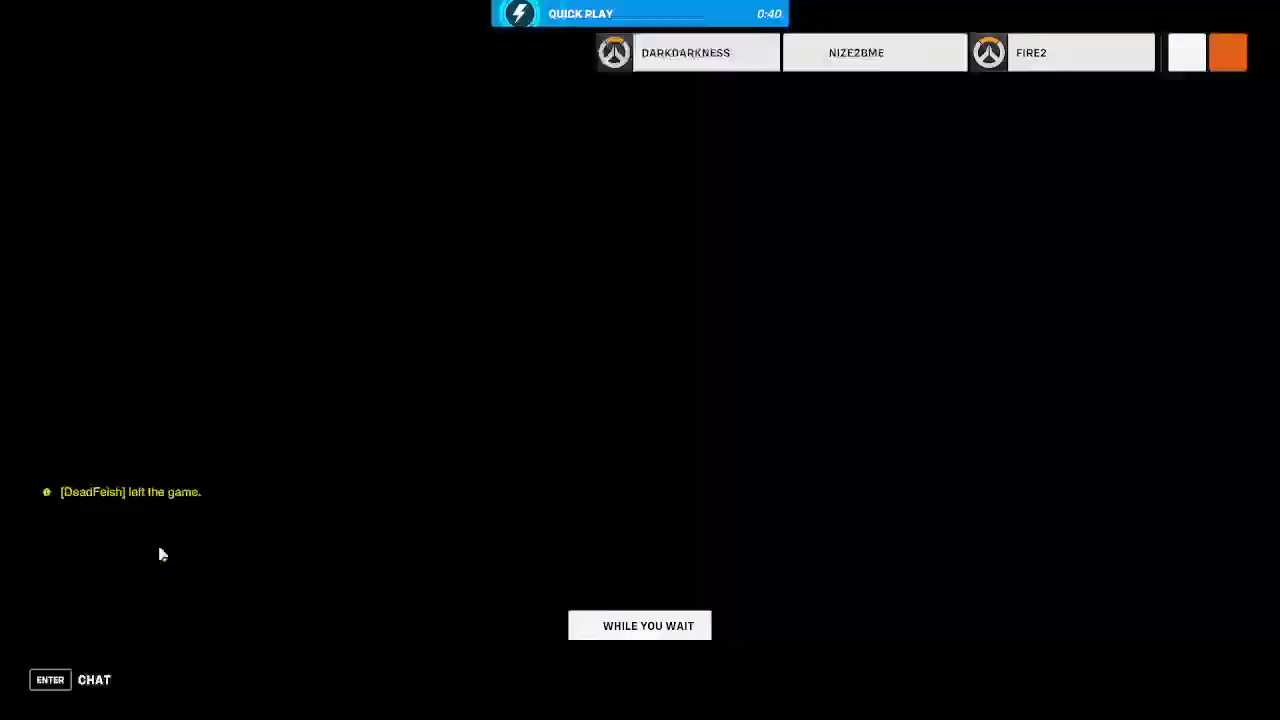 QUICK PLAY 0:40
DARKDARKNESS NIZE2BME FIRE2
[DeadFeish] left the game.
WHILE YOU WAIT
ENTER CHAT